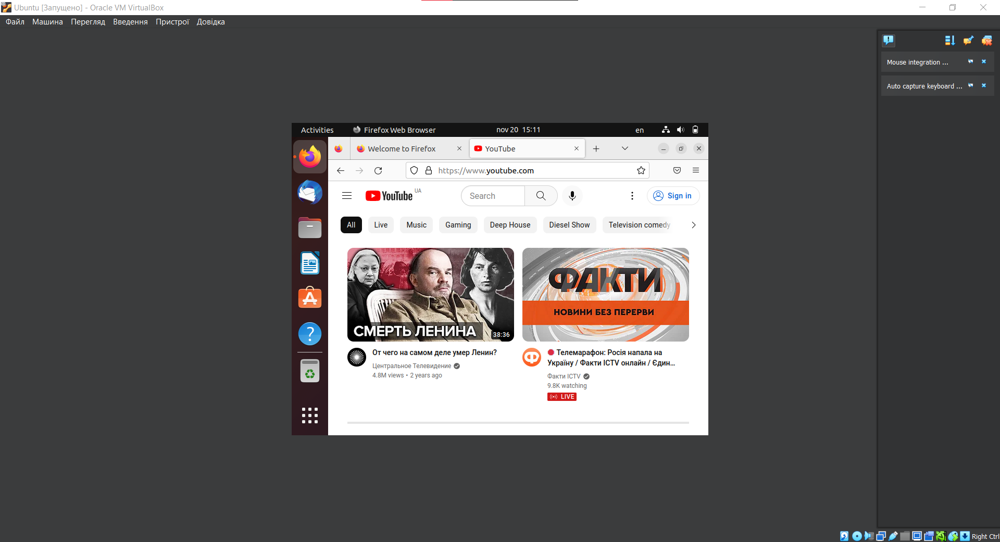 Ubuntu [Запущено] - Oracle VM VirtualBox
Файл Машина Перегляд Введення Пристрої Довідка
Mouse integration ...
Auto capture keyboard ...
Activities Firefox Web Browser nov 20 15:11 en
Welcome to Firefox YouTube
https://www.youtube.com
YouTube UA Search Sign in
All Live Music Gaming Deep House Diesel Show Television comedy
СМЕРТЬ ЛЕНИНА
38:36
ФАКТИ
НОВИНИ БЕЗ ПЕРЕРВИ
От чего на самом деле умер Ленин?
Центральное Телевидение
4.8M views • 2 years ago
Телемарафон: Росія напала на
Україну / Факти ICTV онлайн / Єдин...
Факти ICTV
9.8K watching
LIVE
Right Ctrl